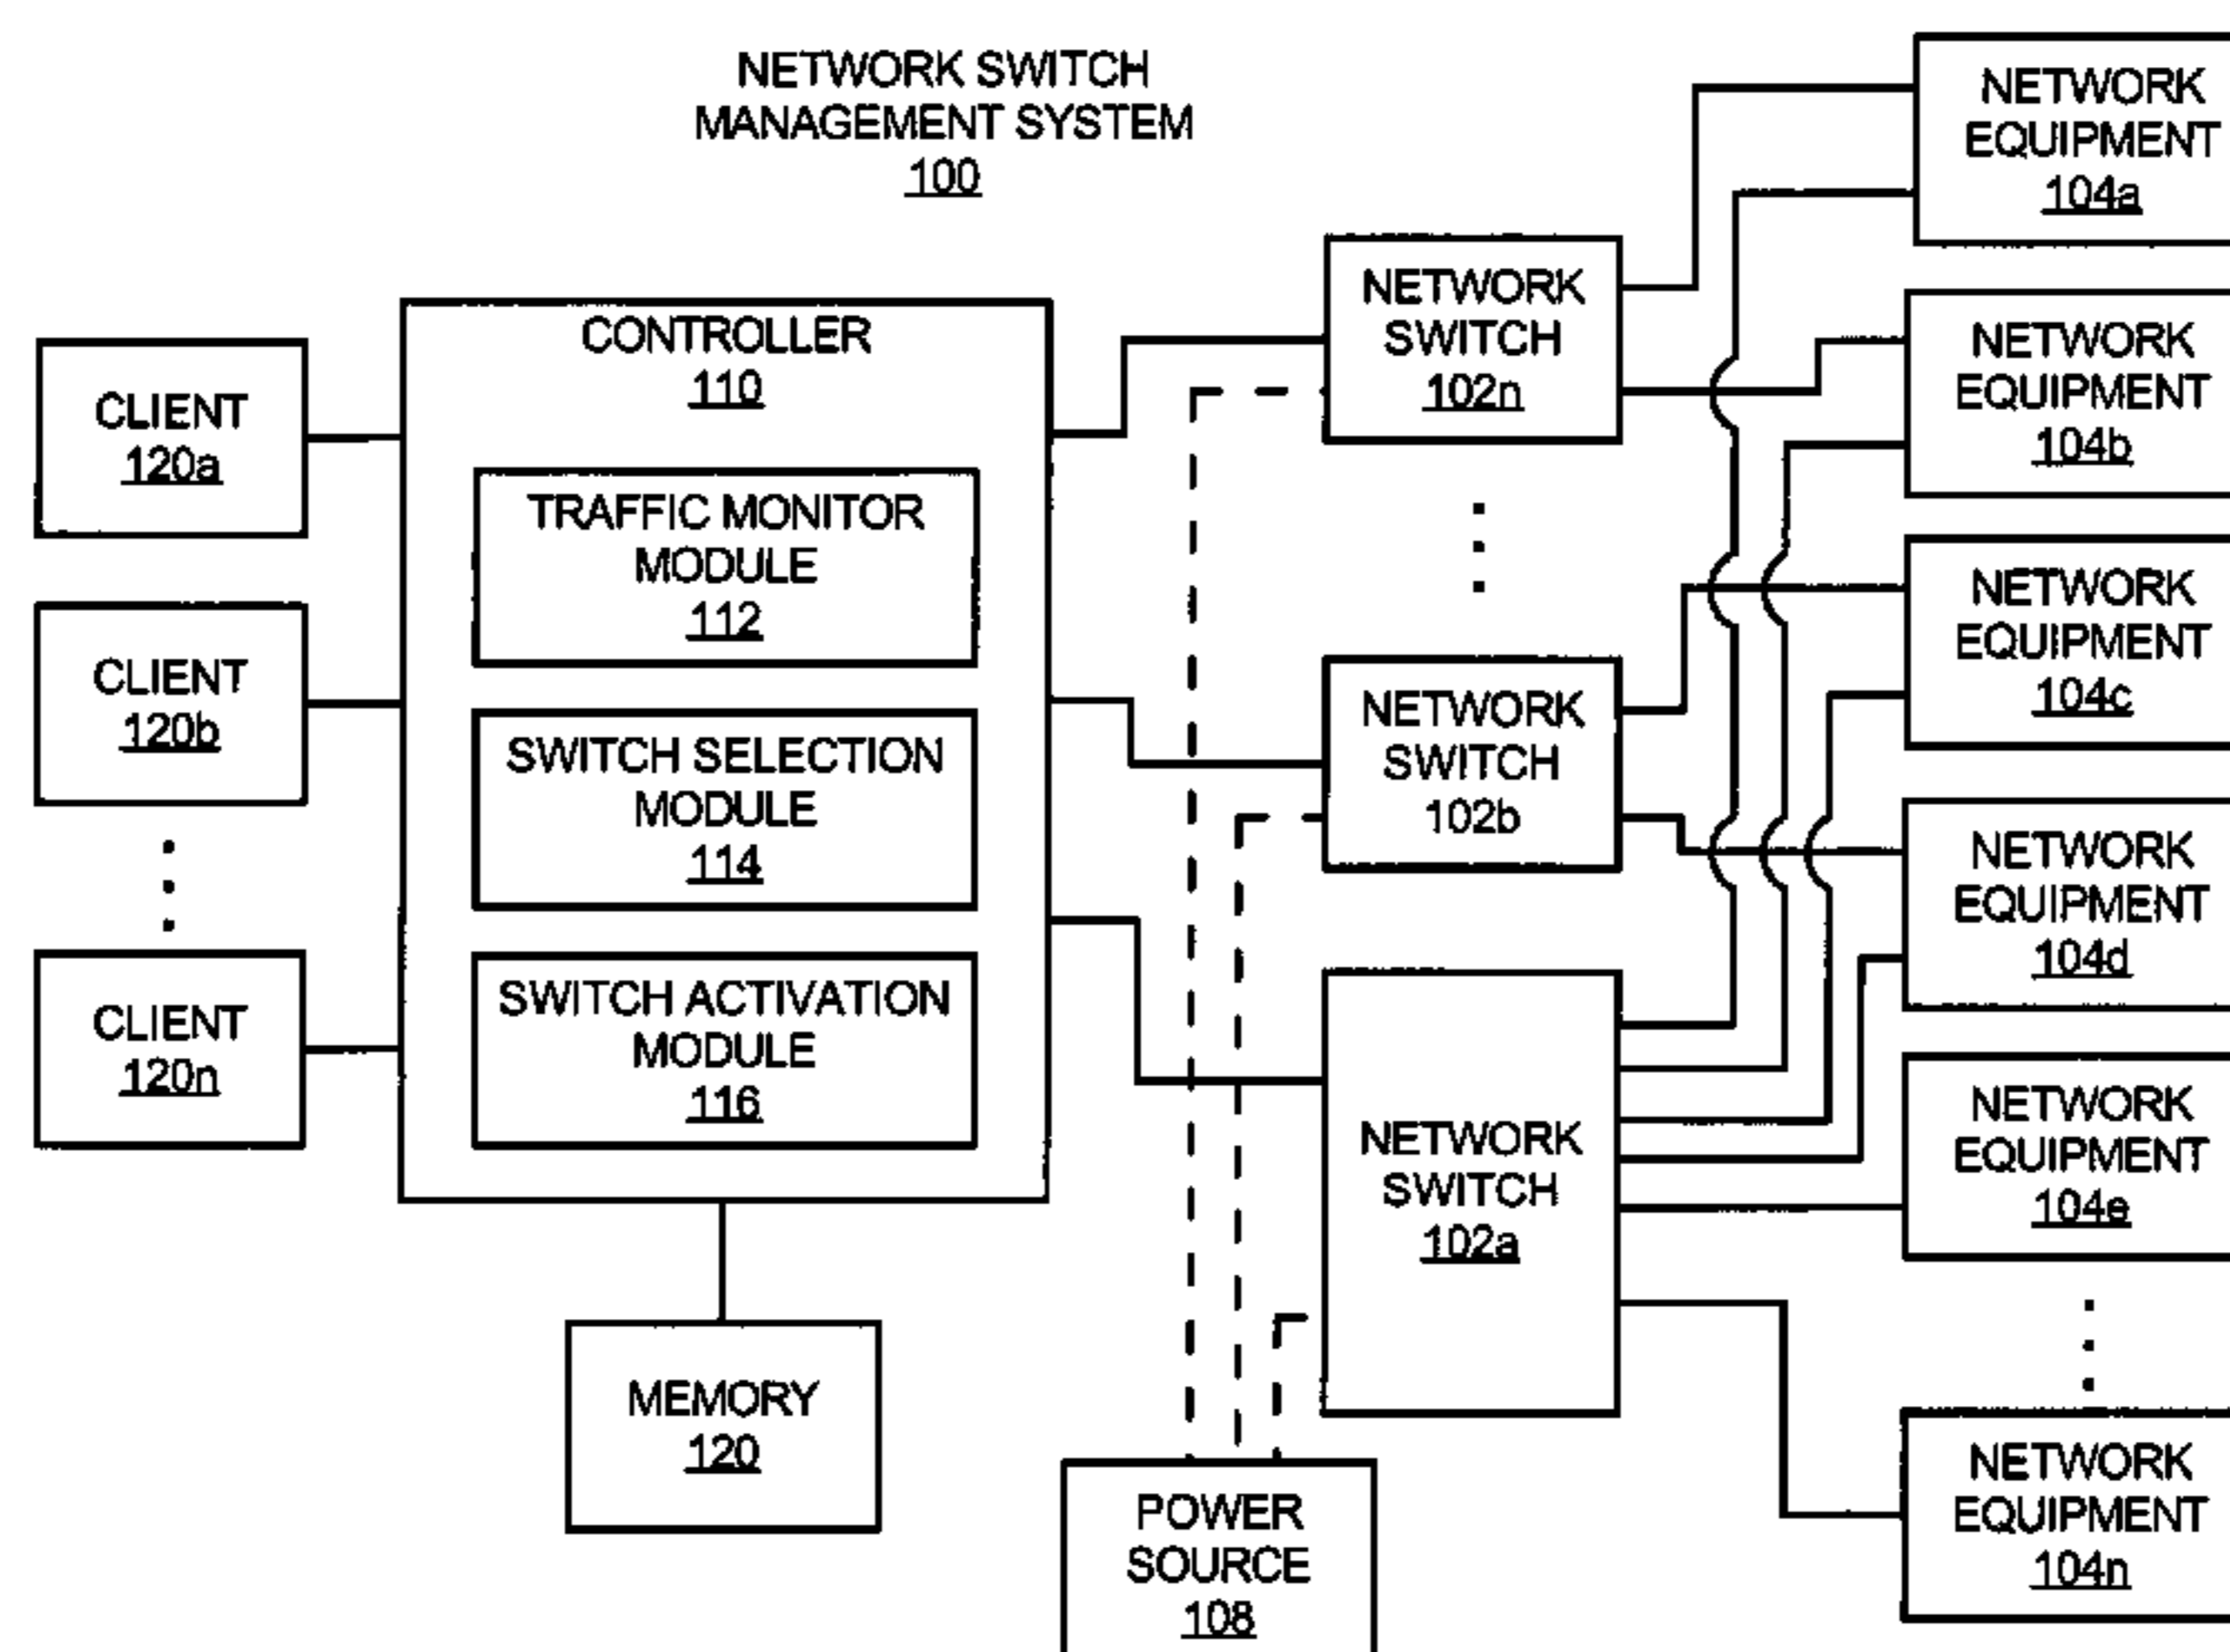 NETWORK SWITCH
MANAGEMENT SYSTEM
100
CLIENT
120a
CLIENT
120b
CLIENT
120n
CONTROLLER
110
TRAFFIC MONITOR
MODULE
112
SWITCH SELECTION
MODULE
114
SWITCH ACTIVATION
MODULE
116
MEMORY
120
NETWORK
SWITCH
102n
NETWORK
SWITCH
102b
NETWORK
SWITCH
102a
POWER
SOURCE
108
NETWORK
EQUIPMENT
104a
NETWORK
EQUIPMENT
104b
NETWORK
EQUIPMENT
104c
NETWORK
EQUIPMENT
104d
NETWORK
EQUIPMENT
104e
NETWORK
EQUIPMENT
104n